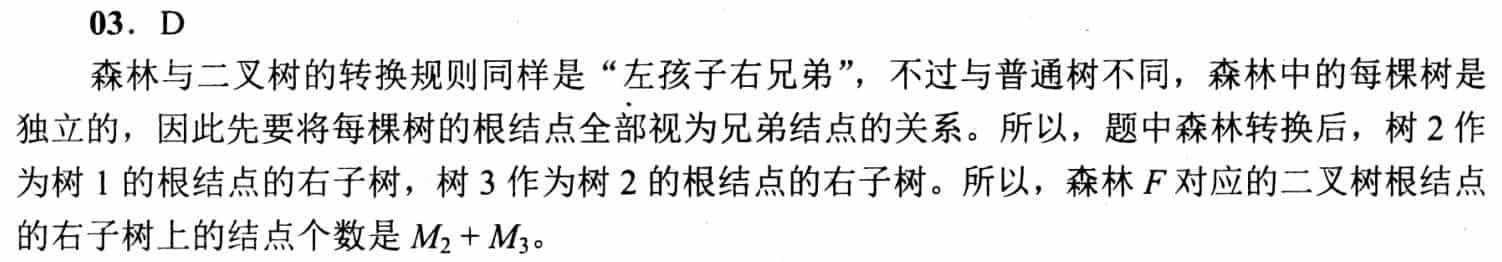 03. D
森林与二叉树的转换规则同样是“左孩子右兄弟”，不过与普通树不同，森林中的每棵树是
独立的，因此先要将每棵树的根结点全部视为兄弟结点的关系。所以，题中森林转换后，树 2 作
为树 1 的根结点的右子树，树 3 作为树 2 的根结点的右子树。所以，森林 F 对应的二叉树根结点
的右子树上的结点个数是 M₂ + M₃。